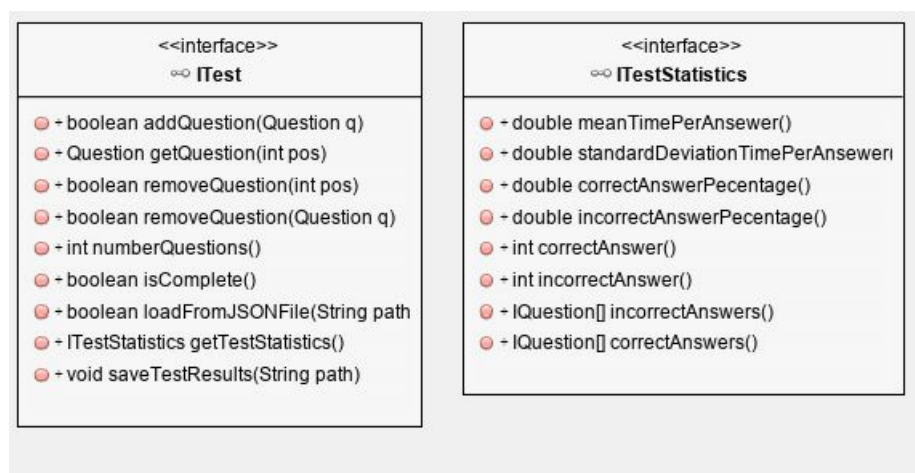 <<interface>>
ITest
+ boolean addQuestion(Question q)
+ Question getQuestion(int pos)
+ boolean removeQuestion(int pos)
+ boolean removeQuestion(Question q)
+ int numberQuestions()
+ boolean isComplete()
+ boolean loadFromJSONFile(String path
+ ITestStatistics getTestStatistics()
+ void saveTestResults(String path)
<<interface>>
ITestStatistics
+ double meanTimePerAnsewer()
+ double standardDeviationTimePerAnsewer(
+ double correctAnswerPecentage()
+ double incorrectAnswerPecentage()
+ int correctAnswer()
+ int incorrectAnswer()
+ IQuestion[] incorrectAnswers()
+ IQuestion[] correctAnswers()